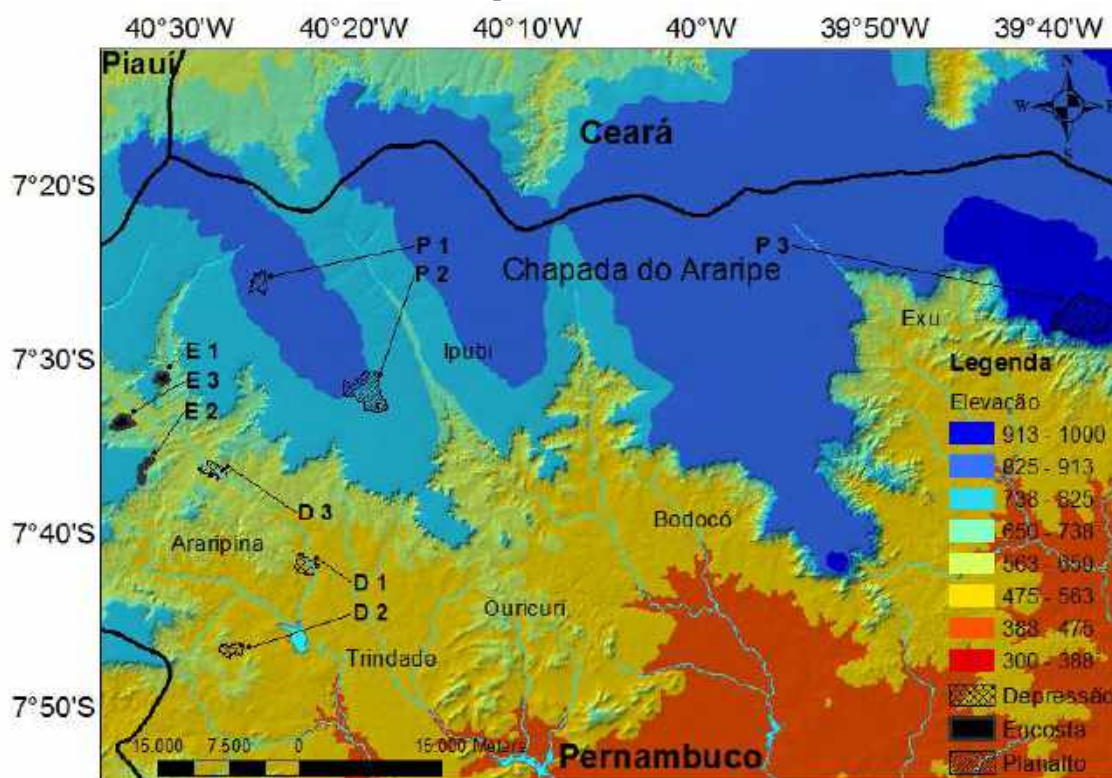 40°30'W 40°20'W 40°10'W 40°0'W 39°50'W 39°40'W
Piauí
N
W E
S
Ceará
7°20'S
P 1
P 2
P 3
Chapada do Araripe
Exu
7°30'S
E 1
E 3
E 2
Ipubi
Legenda
Elevação
913 - 1000
825 - 913
738 - 825
650 - 738
563 - 650
475 - 563
388 - 475
300 - 388
Depressão
Encosta
Planalto
7°40'S
D 3
Araripina
Bodocó
D 1
D 2
Ouricuri
Trindade
7°50'S
15.000 7.500 0 15.000 Meters
Pernambuco